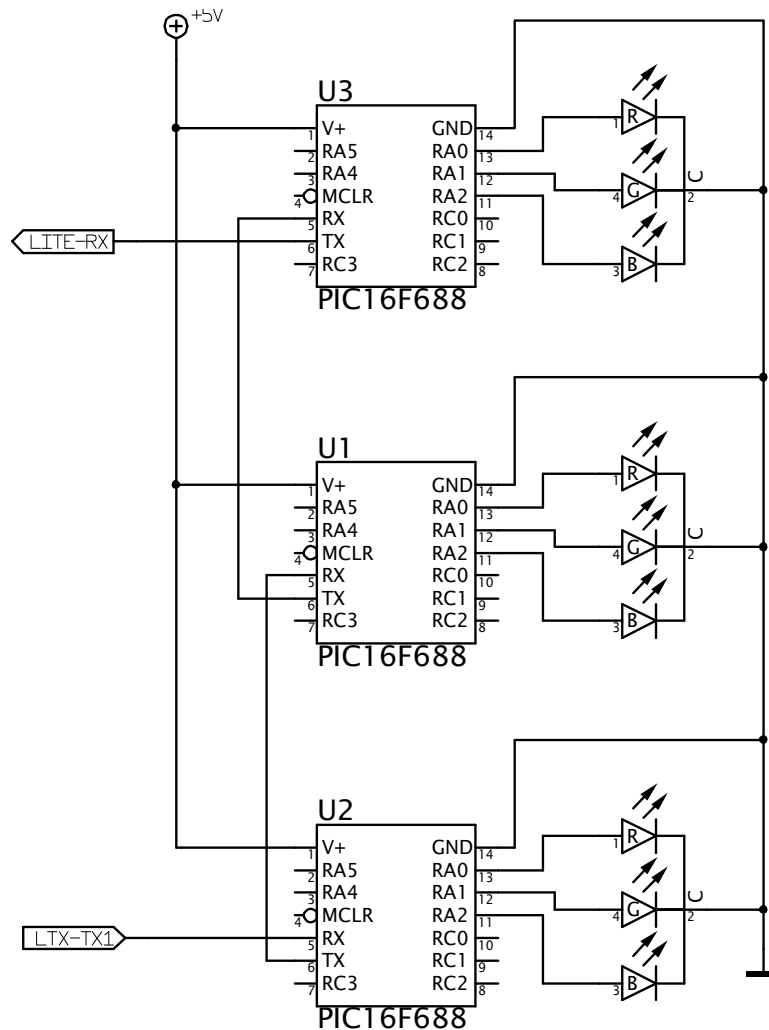 +5V
U3
V+ GND
1 14
RA5 RA0
2 13
RA4 RA1
3 12
MCLR RA2
4 11
RX RC0
5 10
TX RC1
6 9
RC3 RC2
7 8
PIC16F688
R
1
G
4
B
3
C
2
LITE-RX
U1
V+ GND
1 14
RA5 RA0
2 13
RA4 RA1
3 12
MCLR RA2
4 11
RX RC0
5 10
TX RC1
6 9
RC3 RC2
7 8
PIC16F688
R
1
G
4
B
3
C
2
U2
V+ GND
1 14
RA5 RA0
2 13
RA4 RA1
3 12
MCLR RA2
4 11
RX RC0
5 10
TX RC1
6 9
RC3 RC2
7 8
PIC16F688
R
1
G
4
B
3
C
2
LTX-TX1